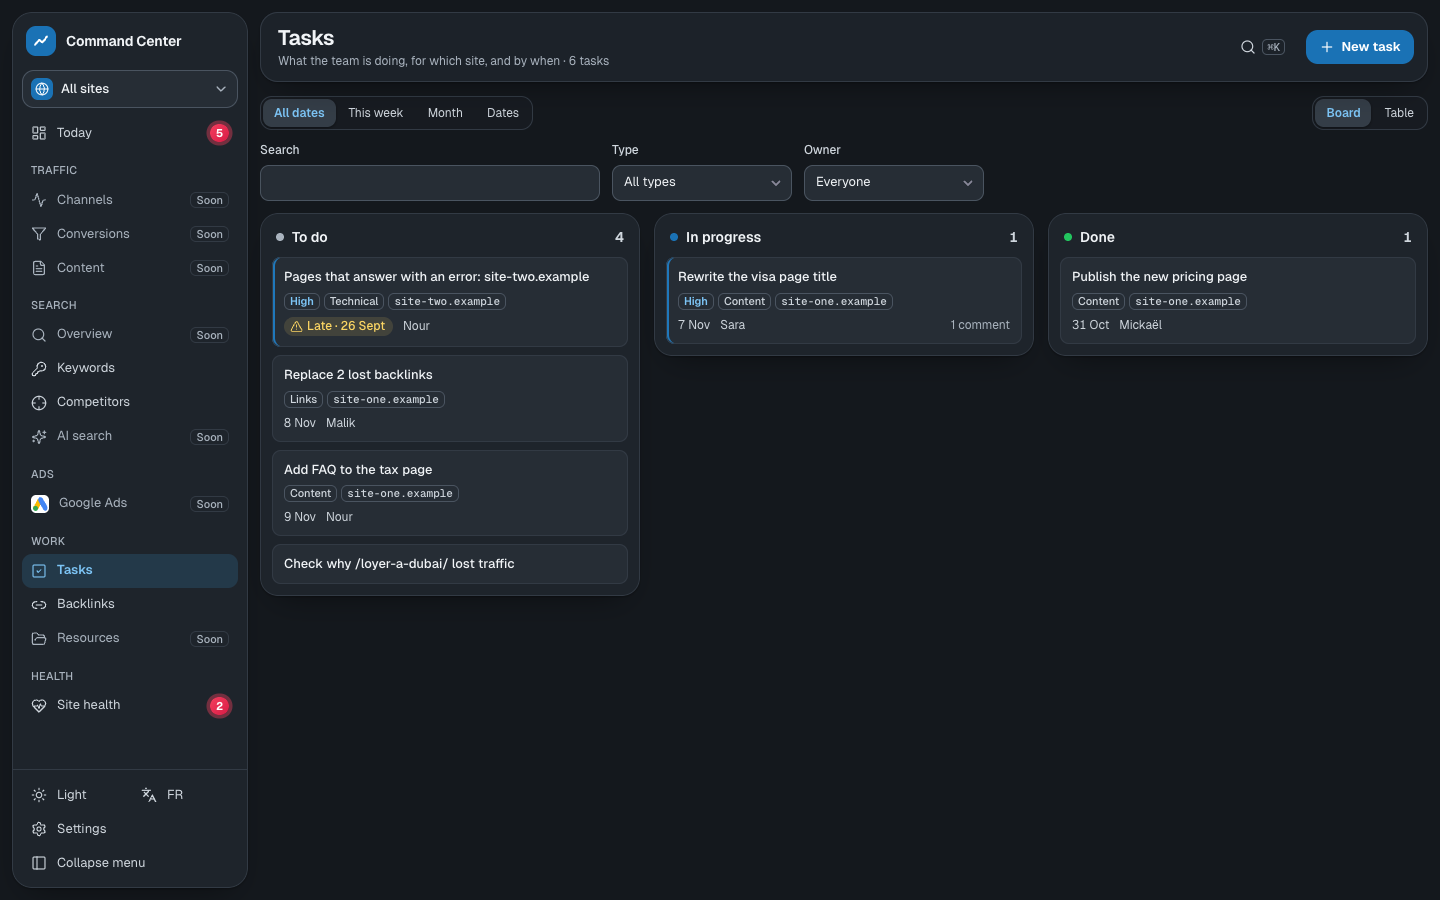 Command Center
All sites
Today 5
TRAFFIC
Channels Soon
Conversions Soon
Content Soon
SEARCH
Overview Soon
Keywords
Competitors
AI search Soon
ADS
Google Ads Soon
WORK
Tasks
Backlinks
Resources Soon
HEALTH
Site health 2
Light FR
Settings
Collapse menu
Tasks
What the team is doing, for which site, and by when · 6 tasks
⌘K
New task
All dates This week Month Dates
Board Table
Search Type Owner
All types Everyone
To do 4
Pages that answer with an error: site-two.example
High Technical site-two.example
Late · 26 Sept Nour
Replace 2 lost backlinks
Links site-one.example
8 Nov Malik
Add FAQ to the tax page
Content site-one.example
9 Nov Nour
Check why /loyer-a-dubai/ lost traffic
In progress 1
Rewrite the visa page title
High Content site-one.example
7 Nov Sara 1 comment
Done 1
Publish the new pricing page
Content site-one.example
31 Oct Mickaël